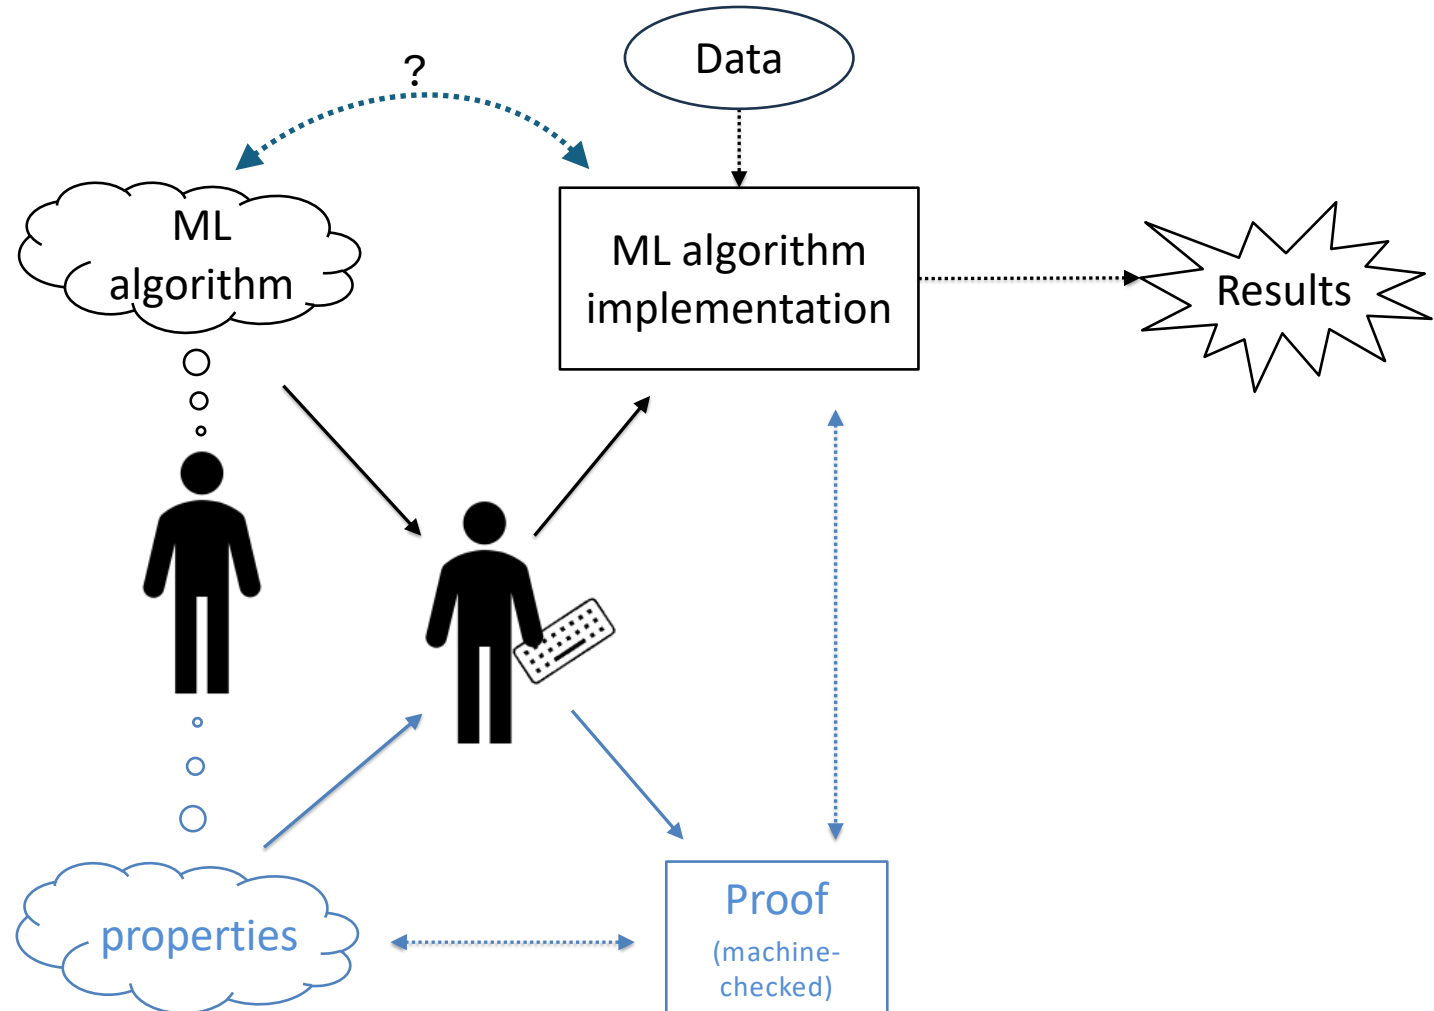 ?
Data
ML
algorithm
ML algorithm
implementation
Results
properties
Proof
(machine-
checked)